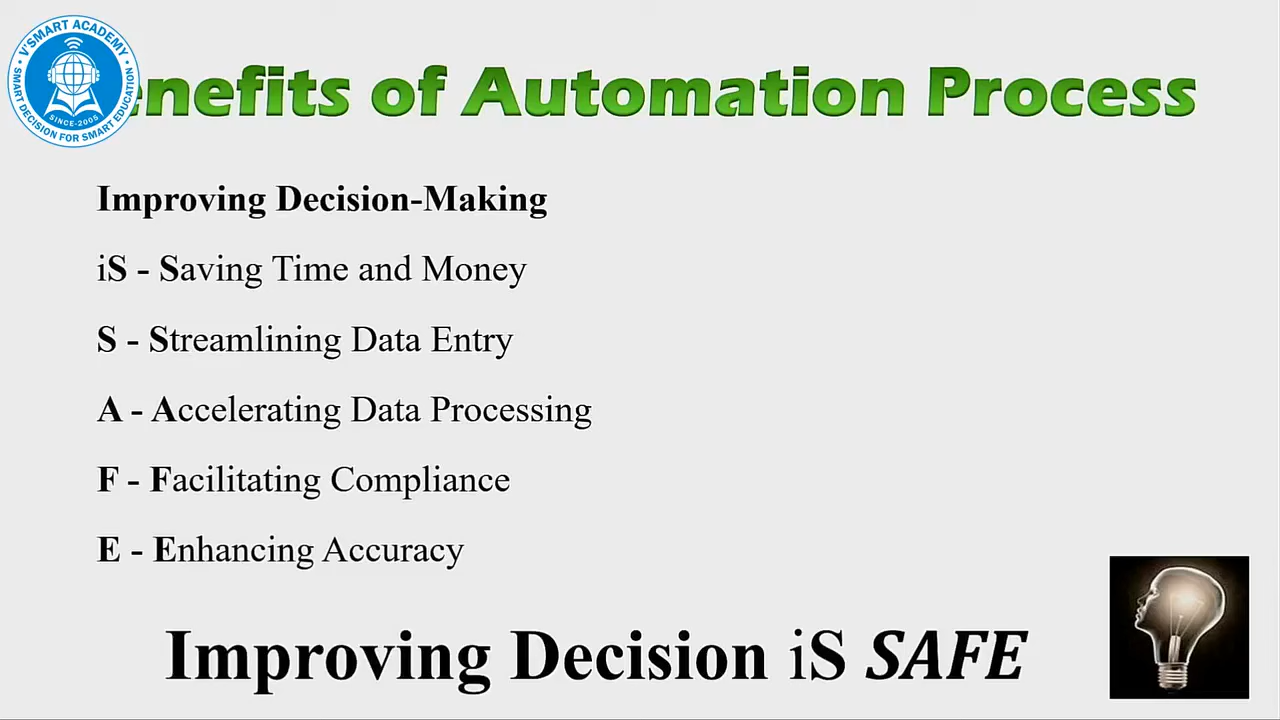 V'SMART ACADEMY
SMART DECISION FOR SMART EDUCATION
SINCE-2005
enefits of Automation Process
Improving Decision-Making
iS - Saving Time and Money
S - Streamlining Data Entry
A - Accelerating Data Processing
F - Facilitating Compliance
E - Enhancing Accuracy
Improving Decision iS SAFE